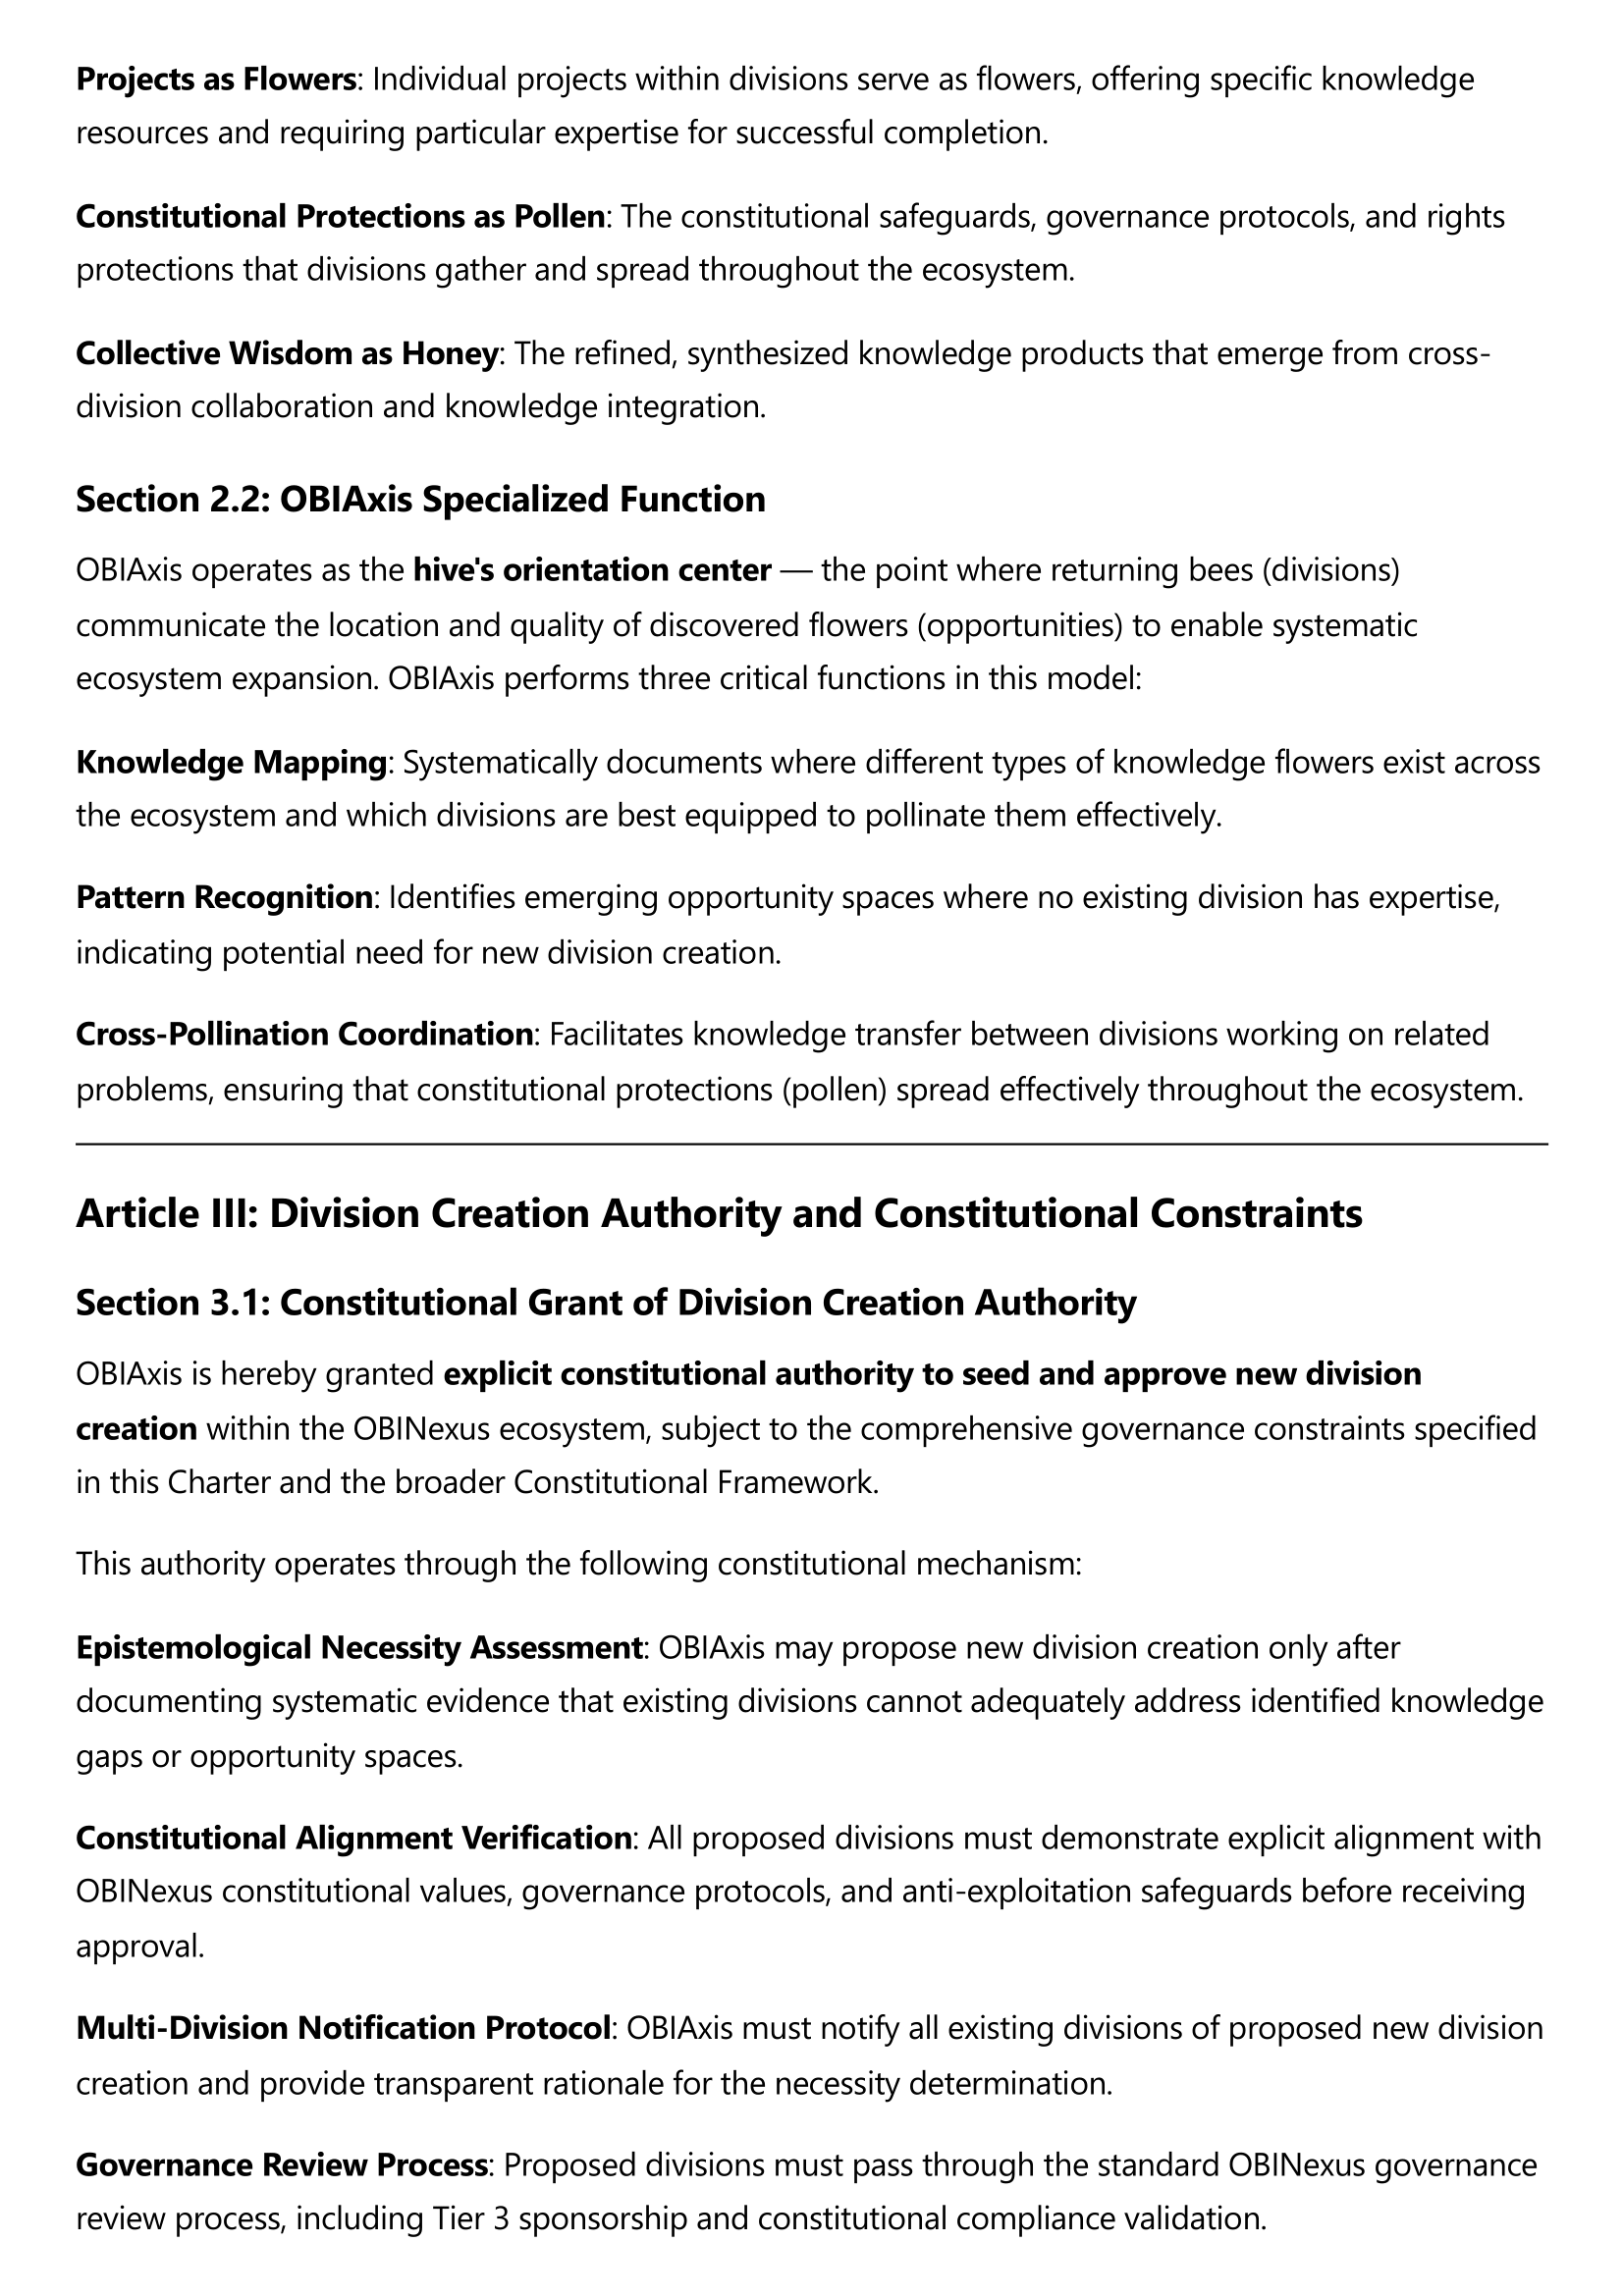 Projects as Flowers: Individual projects within divisions serve as flowers, offering specific knowledge
resources and requiring particular expertise for successful completion.
Constitutional Protections as Pollen: The constitutional safeguards, governance protocols, and rights
protections that divisions gather and spread throughout the ecosystem.
Collective Wisdom as Honey: The refined, synthesized knowledge products that emerge from cross-
division collaboration and knowledge integration.
Section 2.2: OBIAxis Specialized Function
OBIAxis operates as the hive's orientation center — the point where returning bees (divisions)
communicate the location and quality of discovered flowers (opportunities) to enable systematic
ecosystem expansion. OBIAxis performs three critical functions in this model:
Knowledge Mapping: Systematically documents where different types of knowledge flowers exist across
the ecosystem and which divisions are best equipped to pollinate them effectively.
Pattern Recognition: Identifies emerging opportunity spaces where no existing division has expertise,
indicating potential need for new division creation.
Cross-Pollination Coordination: Facilitates knowledge transfer between divisions working on related
problems, ensuring that constitutional protections (pollen) spread effectively throughout the ecosystem.
Article III: Division Creation Authority and Constitutional Constraints
Section 3.1: Constitutional Grant of Division Creation Authority
OBIAxis is hereby granted explicit constitutional authority to seed and approve new division
creation within the OBINexus ecosystem, subject to the comprehensive governance constraints specified
in this Charter and the broader Constitutional Framework.
This authority operates through the following constitutional mechanism:
Epistemological Necessity Assessment: OBIAxis may propose new division creation only after
documenting systematic evidence that existing divisions cannot adequately address identified knowledge
gaps or opportunity spaces.
Constitutional Alignment Verification: All proposed divisions must demonstrate explicit alignment with
OBINexus constitutional values, governance protocols, and anti-exploitation safeguards before receiving
approval.
Multi-Division Notification Protocol: OBIAxis must notify all existing divisions of proposed new division
creation and provide transparent rationale for the necessity determination.
Governance Review Process: Proposed divisions must pass through the standard OBINexus governance
review process, including Tier 3 sponsorship and constitutional compliance validation.